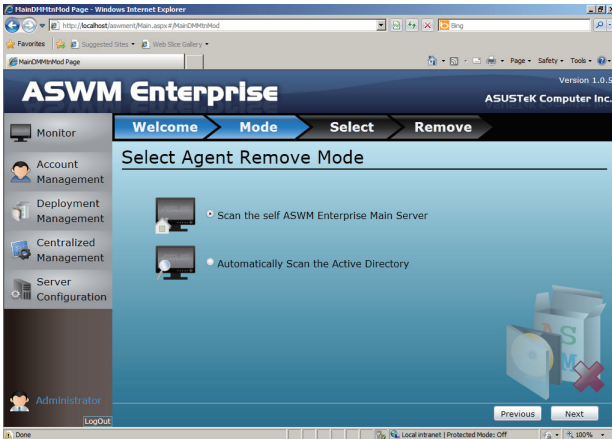 MainDMMtnMod Page - Windows Internet Explorer
http://localhost/aswment/Main.aspx#/MainDMMtnMod
Bing
Favorites
Suggested Sites
Web Slice Gallery
MainDMMtnMod Page
Page Safety Tools
Version 1.0.5
ASWM Enterprise
ASUSTeK Computer Inc.
Monitor
Welcome Mode Select Remove
Select Agent Remove Mode
Account
Management
Deployment
Management
Centralized
Management
Server
Configuration
Scan the self ASWM Enterprise Main Server
Automatically Scan the Active Directory
Administrator
LogOut
Previous Next
Done
Local intranet | Protected Mode: Off
100%